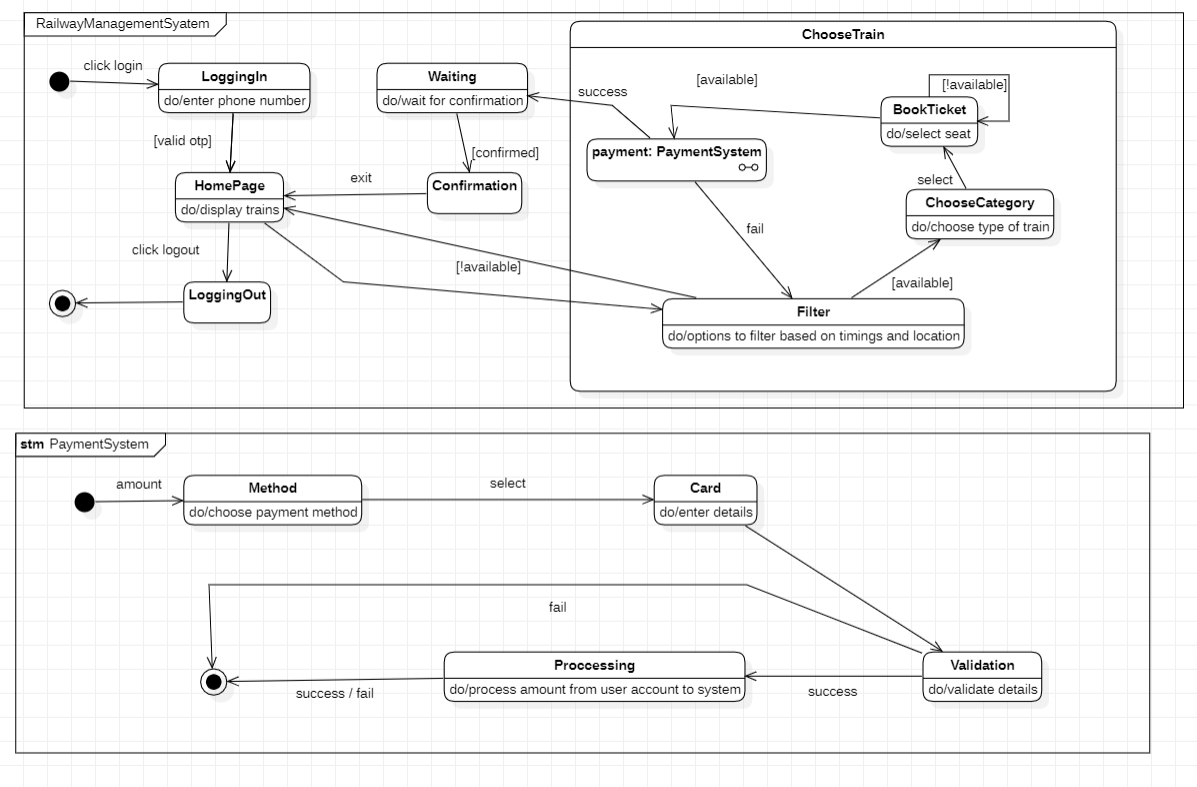 RailwayManagementSyatem
ChooseTrain
click login
LoggingIn
do/enter phone number
Waiting
do/wait for confirmation
success
[available]
[!available]
BookTicket
do/select seat
[valid otp]
[confirmed]
payment: PaymentSystem
HomePage
do/display trains
exit
Confirmation
select
ChooseCategory
do/choose type of train
click logout
[!available]
fail
[available]
LoggingOut
Filter
do/options to filter based on timings and location
stm PaymentSystem
amount
Method
do/choose payment method
select
Card
do/enter details
fail
Proccessing
do/process amount from user account to system
success / fail
success
Validation
do/validate details